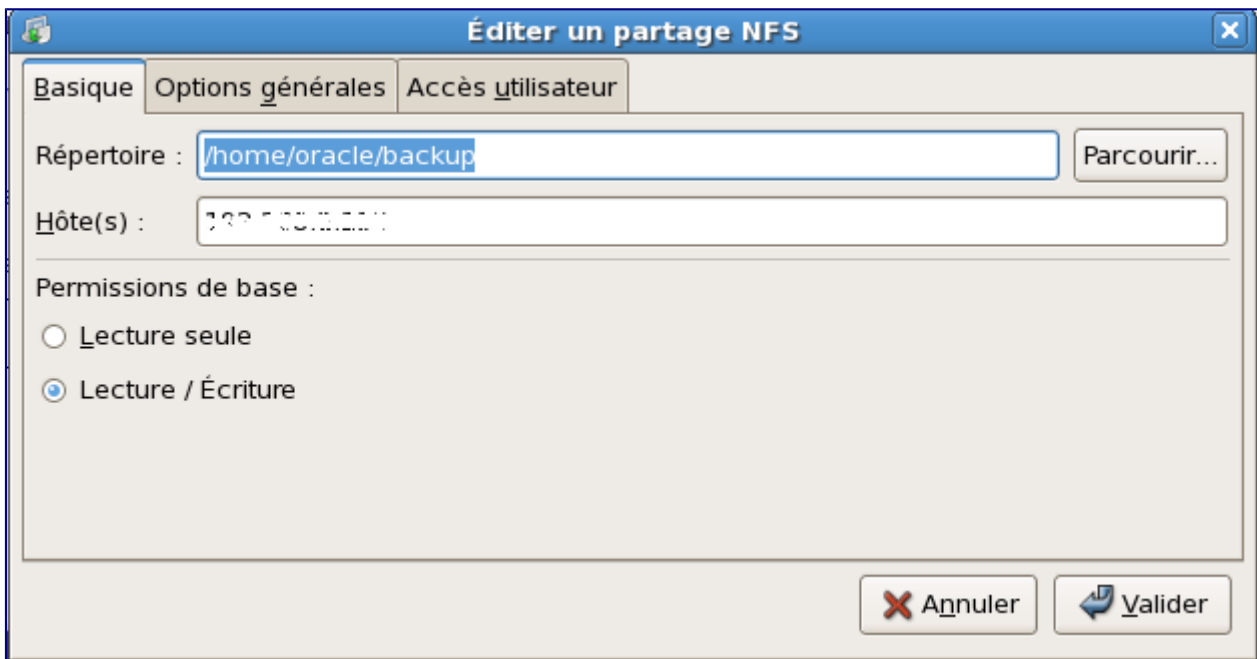 Éditer un partage NFS
Basique Options générales Accès utilisateur
Répertoire : /home/oracle/backup Parcourir...
Hôte(s) :
Permissions de base :
Lecture seule
Lecture / Écriture
Annuler Valider